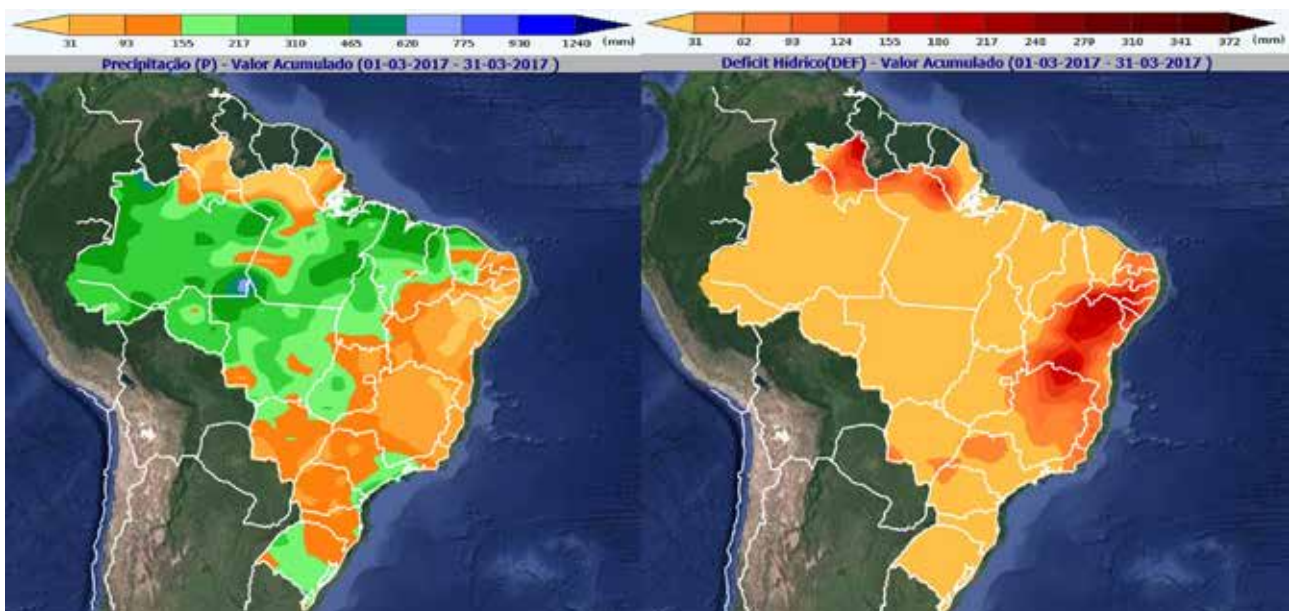 31 93 155 217 310 465 620 775 930 1240 (mm)
Precipitação (P) - Valor Acumulado (01-03-2017 - 31-03-2017 )
31 62 93 124 155 180 217 248 279 310 341 372 (mm)
Deficit Hídrico(DEF) - Valor Acumulado (01-03-2017 - 31-03-2017 )